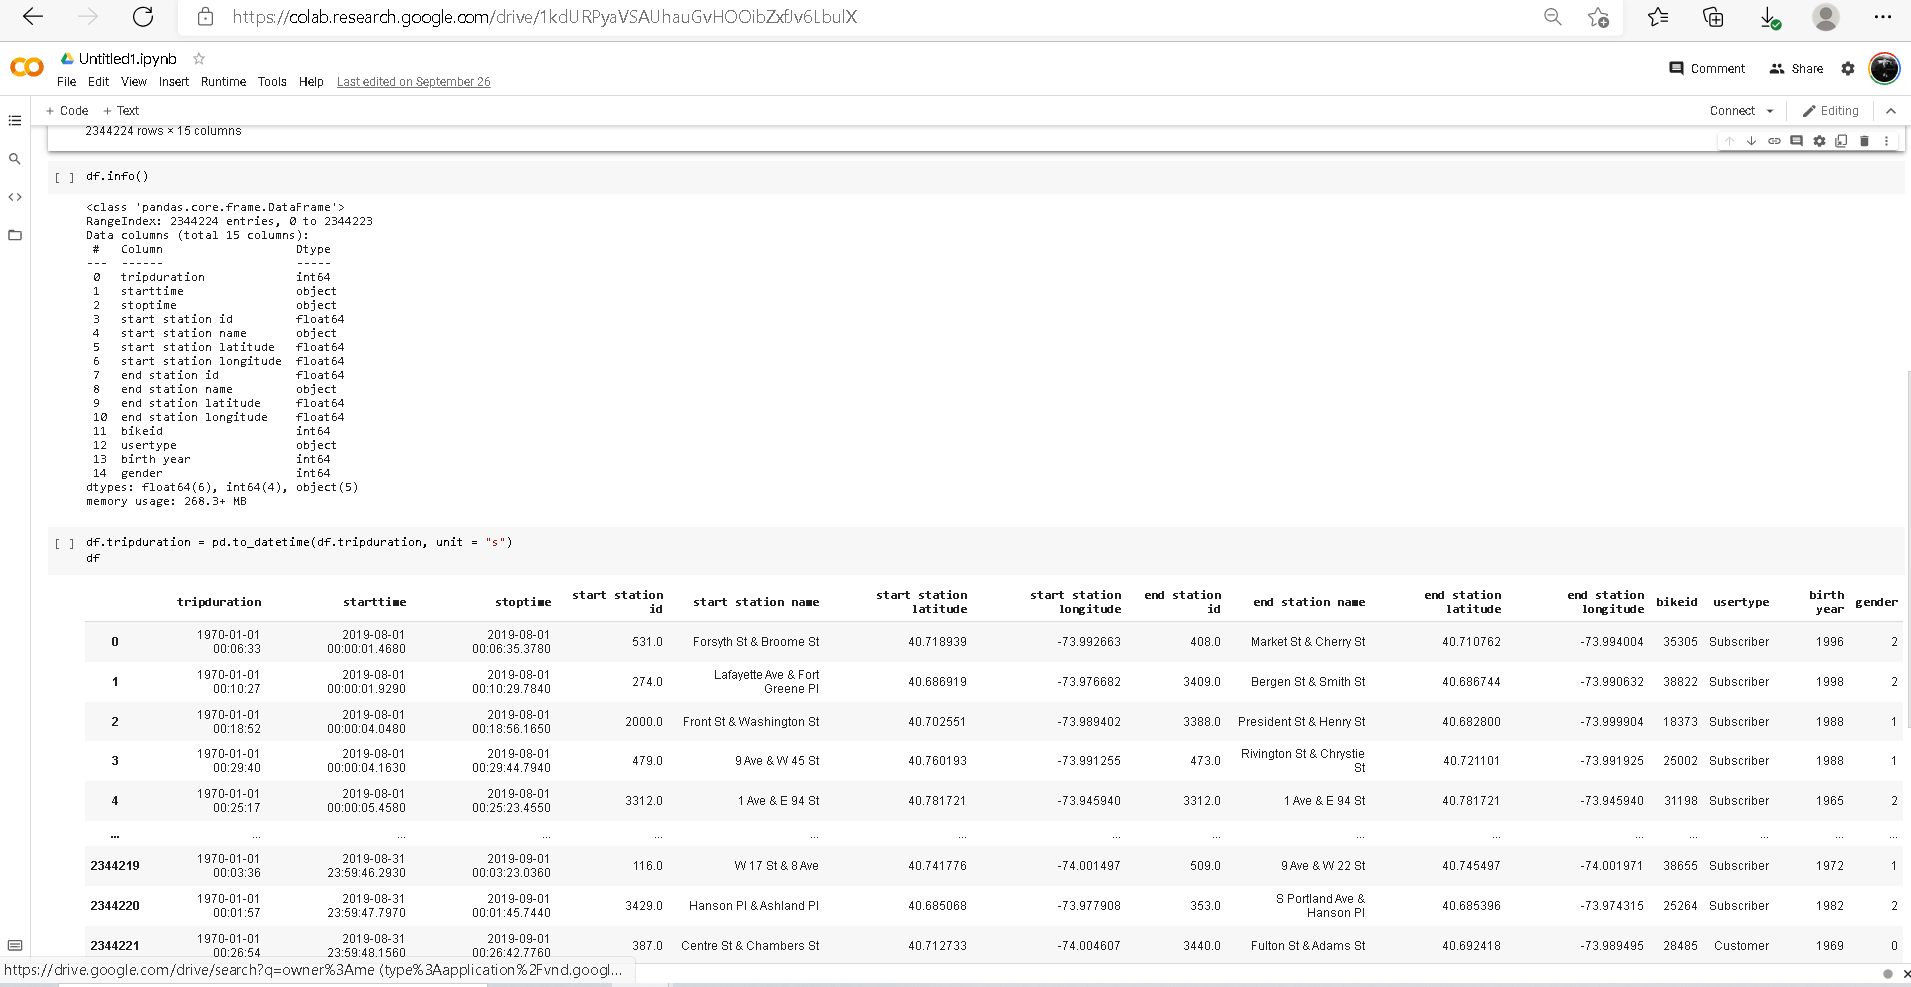 https://colab.research.google.com/drive/1kdURPyaVSAUhauGvHOOibZxfJv6LbulX
Untitled1.ipynb
File Edit View Insert Runtime Tools Help Last edited on September 26
Comment Share
+ Code + Text
Connect Editing
2344224 rows × 15 columns
[ ] df.info()
<class 'pandas.core.frame.DataFrame'>
RangeIndex: 2344224 entries, 0 to 2344223
Data columns (total 15 columns):
# Column Dtype
--- ------ -----
0 tripduration int64
1 starttime object
2 stoptime object
3 start station id float64
4 start station name object
5 start station latitude float64
6 start station longitude float64
7 end station id float64
8 end station name object
9 end station latitude float64
10 end station longitude float64
11 bikeid int64
12 usertype object
13 birth year int64
14 gender int64
dtypes: float64(6), int64(4), object(5)
memory usage: 268.3+ MB
[ ] df.tripduration = pd.to_datetime(df.tripduration, unit = "s")
df
tripduration starttime stoptime start station id start station name start station latitude start station longitude end station id end station name end station latitude end station longitude bikeid usertype birth year gender
0 1970-01-01 00:06:33 2019-08-01 00:00:01.4680 2019-08-01 00:06:35.3780 531.0 Forsyth St & Broome St 40.718939 -73.992663 408.0 Market St & Cherry St 40.710762 -73.994004 35305 Subscriber 1996 2
1 1970-01-01 00:10:27 2019-08-01 00:00:01.9290 2019-08-01 00:10:29.7840 274.0 Lafayette Ave & Fort Greene Pl 40.686919 -73.976682 3409.0 Bergen St & Smith St 40.686744 -73.990632 38822 Subscriber 1998 2
2 1970-01-01 00:18:52 2019-08-01 00:00:04.0480 2019-08-01 00:18:56.1650 2000.0 Front St & Washington St 40.702551 -73.989402 3388.0 President St & Henry St 40.682800 -73.999904 18373 Subscriber 1988 1
3 1970-01-01 00:29:40 2019-08-01 00:00:04.1630 2019-08-01 00:29:44.7940 479.0 9 Ave & W 45 St 40.760193 -73.991255 473.0 Rivington St & Chrystie St 40.721101 -73.991925 25002 Subscriber 1988 1
4 1970-01-01 00:25:17 2019-08-01 00:00:05.4580 2019-08-01 00:25:23.4550 3312.0 1 Ave & E 94 St 40.781721 -73.945940 3312.0 1 Ave & E 94 St 40.781721 -73.945940 31198 Subscriber 1965 2
... ... ... ... ... ... ... ... ... ... ... ... ... ... ... ...
2344219 1970-01-01 00:03:36 2019-08-31 23:59:46.2930 2019-09-01 00:03:23.0360 116.0 W 17 St & 8 Ave 40.741776 -74.001497 509.0 9 Ave & W 22 St 40.745497 -74.001971 38655 Subscriber 1972 1
2344220 1970-01-01 00:01:57 2019-08-31 23:59:47.7970 2019-09-01 00:01:45.7440 3429.0 Hanson Pl & Ashland Pl 40.685068 -73.977908 353.0 S Portland Ave & Hanson Pl 40.685396 -73.974315 25264 Subscriber 1982 2
2344221 1970-01-01 00:26:54 2019-08-31 23:59:48.1560 2019-09-01 00:26:42.7760 387.0 Centre St & Chambers St 40.712733 -74.004607 3440.0 Fulton St & Adams St 40.692418 -73.989495 28485 Customer 1969 0
https://drive.google.com/drive/search?q=owner%3Ame (type%3Aapplication%2Fvnd.googl...